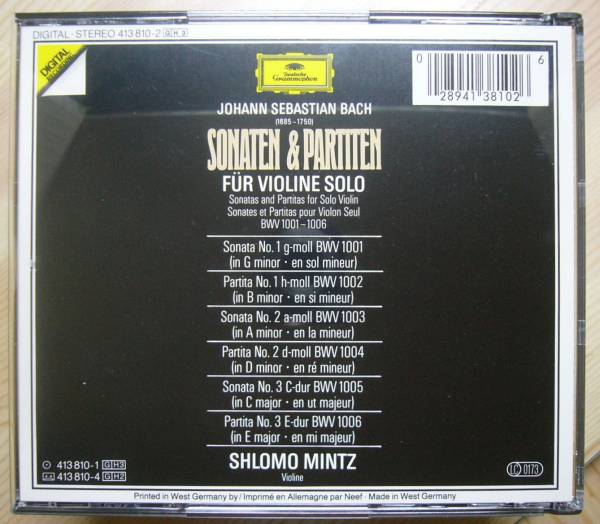 DIGITAL · STEREO 413 810-2 G H 3
DIGITAL
Deutsche
Grammophon
0 28941 38102 6
JOHANN SEBASTIAN BACH
(1685–1750)
SONATEN & PARTITEN
FÜR VIOLINE SOLO
Sonatas and Partitas for Solo Violin
Sonates et Partitas pour Violon Seul
BWV 1001–1006
Sonata No. 1 g-moll BWV 1001
(in G minor · en sol mineur)
Partita No. 1 h-moll BWV 1002
(in B minor · en si mineur)
Sonata No. 2 a-moll BWV 1003
(in A minor · en la mineur)
Partita No. 2 d-moll BWV 1004
(in D minor · en ré mineur)
Sonata No. 3 C-dur BWV 1005
(in C major · en ut majeur)
Partita No. 3 E-dur BWV 1006
(in E major · en mi majeur)
SHLOMO MINTZ
Violine
413 810-1 G H 3
413 810-4 G H 2
LC 0173
Printed in West Germany by / Imprimé en Allemagne par Neef · Made in West Germany